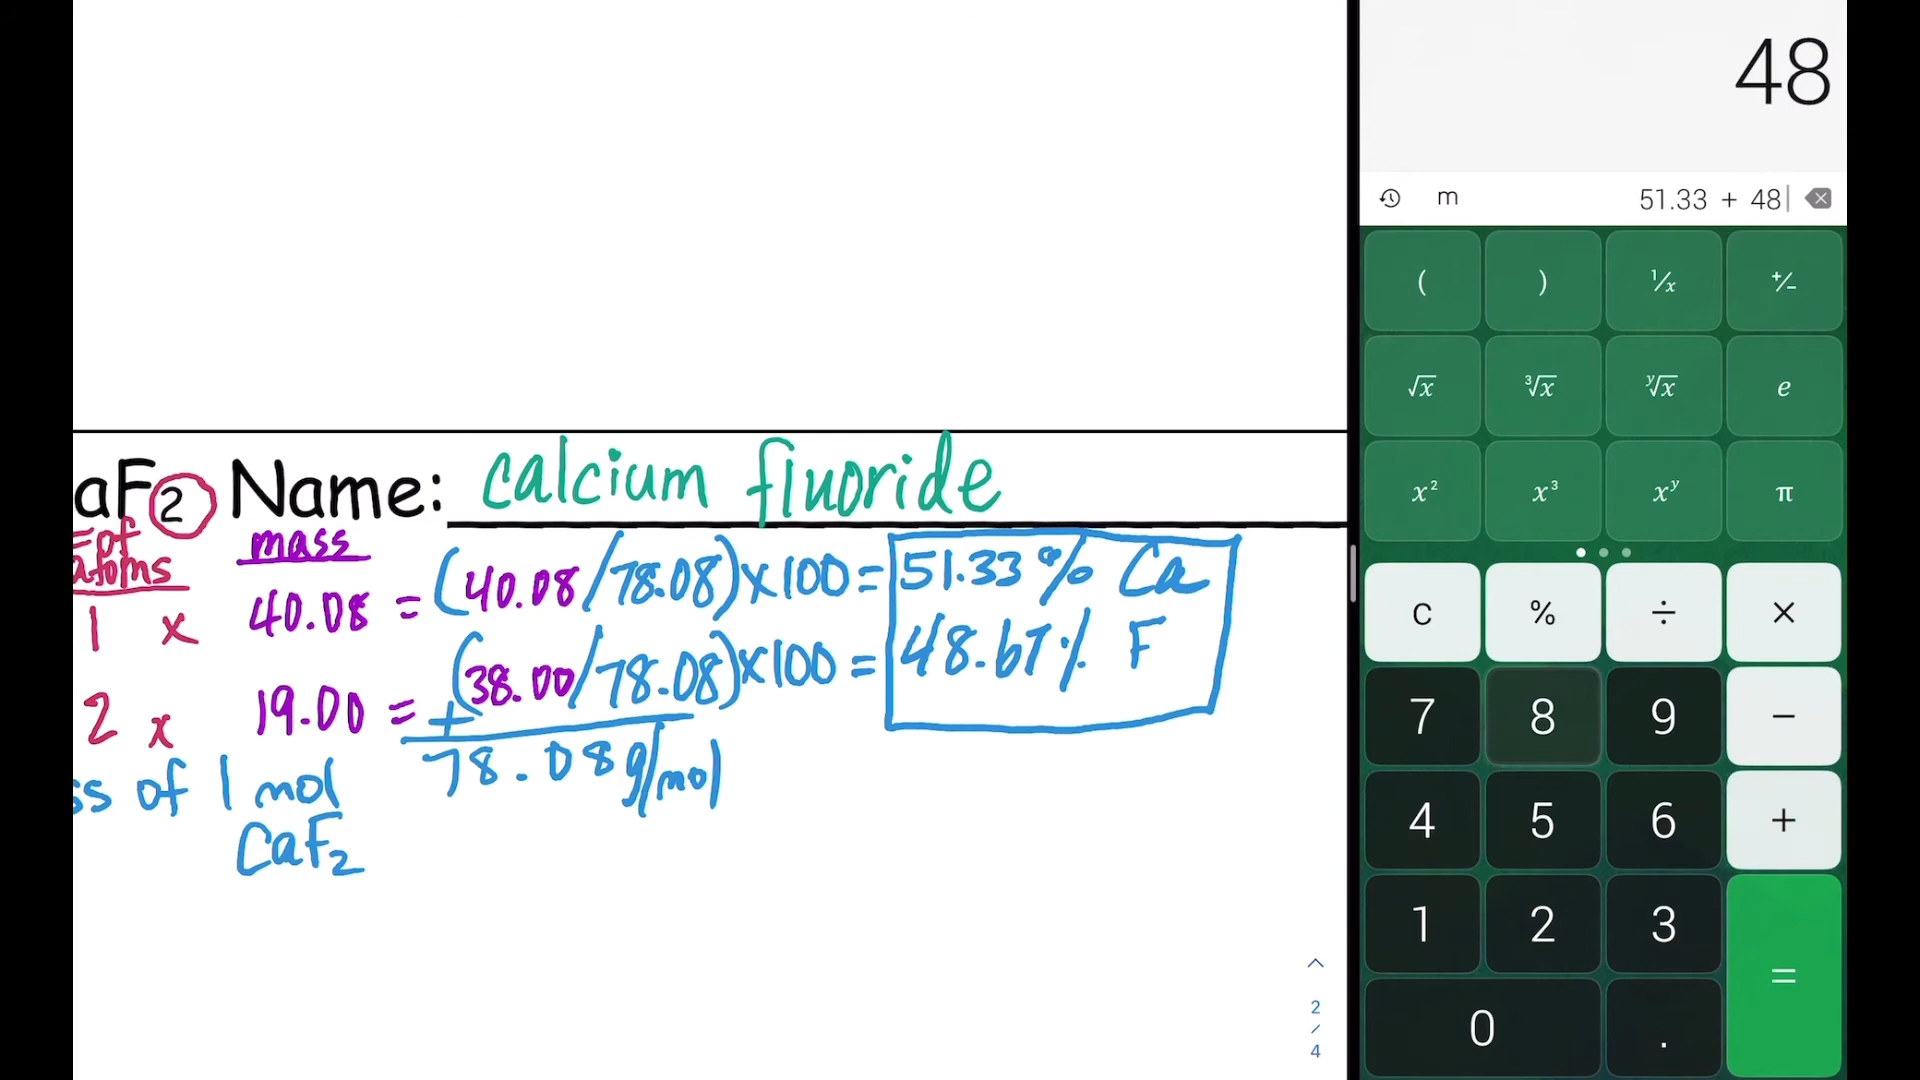 aF2 Name: calcium fluoride
# of atoms mass
1 x 40.08 = (40.08/78.08)x100 = 51.33% Ca
2 x 19.00 = (38.00/78.08)x100 = 48.67% F
+
78.08 g/mol
ss of 1 mol
CaF2
2
/
4
48
m 51.33 + 48
( ) 1/x +/-
√x 3√x y√x e
x2 x3 xy π
C % ÷ ×
7 8 9 −
4 5 6 +
1 2 3 =
0 .